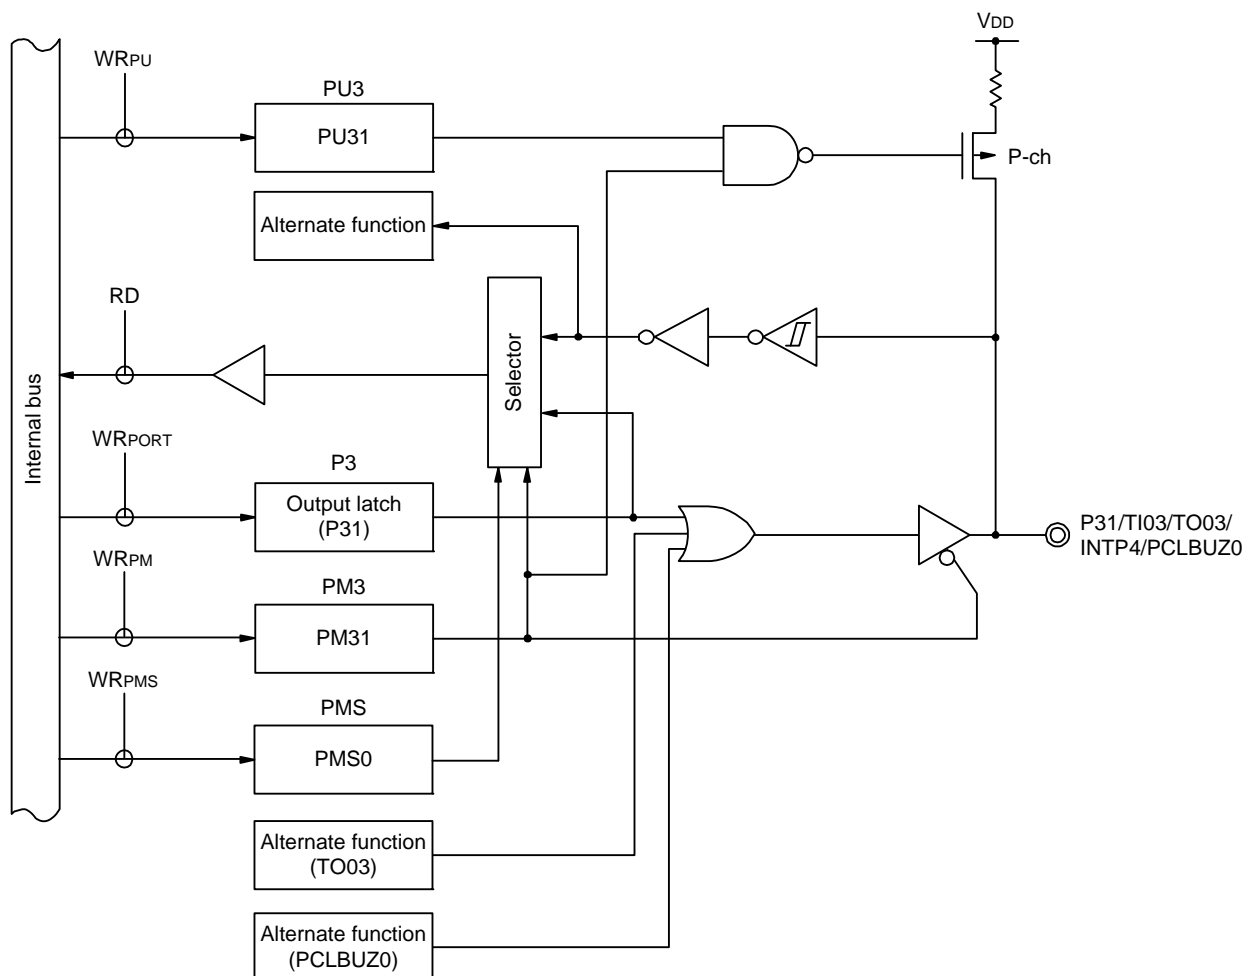 VDD
WRPU
PU3
PU31
P-ch
Alternate function
RD
Selector
Internal bus
WRPORT
P3
Output latch
(P31)
P31/TI03/TO03/
INTP4/PCLBUZ0
WRPM
PM3
PM31
WRPMS
PMS
PMS0
Alternate function
(TO03)
Alternate function
(PCLBUZ0)